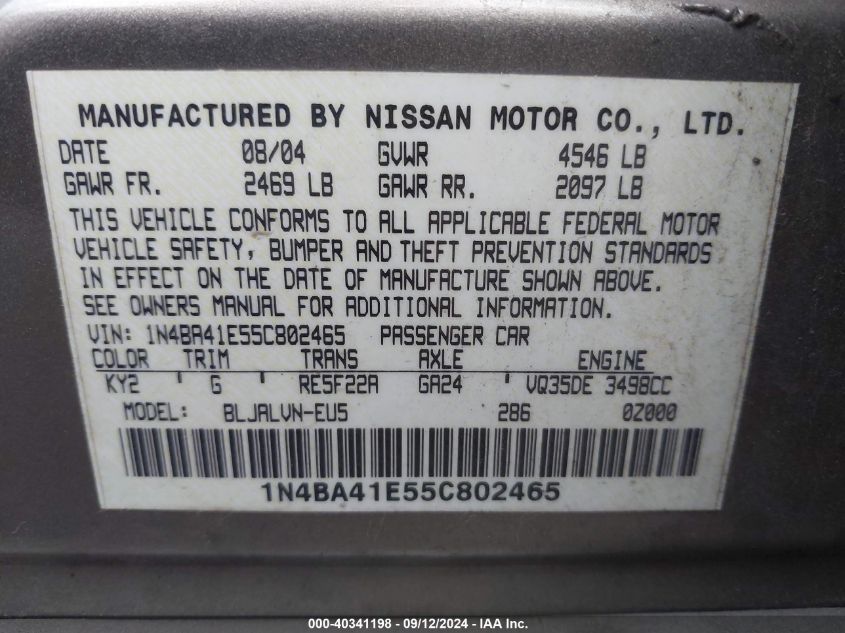 MANUFACTURED BY NISSAN MOTOR CO., LTD.
DATE 08/04 GVWR 4546 LB
GAWR FR. 2469 LB GAWR RR. 2097 LB
THIS VEHICLE CONFORMS TO ALL APPLICABLE FEDERAL MOTOR
VEHICLE SAFETY, BUMPER AND THEFT PREVENTION STANDARDS
IN EFFECT ON THE DATE OF MANUFACTURE SHOWN ABOVE.
SEE OWNERS MANUAL FOR ADDITIONAL INFORMATION.
VIN: 1N4BA41E55C802465 PASSENGER CAR
COLOR TRIM TRANS AXLE ENGINE
KY2 G RE5F22A GA24 VQ35DE 3498CC
MODEL: BLJALVN-EU5 286 0Z000
1N4BA41E55C802465
000-40341198 - 09/12/2024 - IAA Inc.